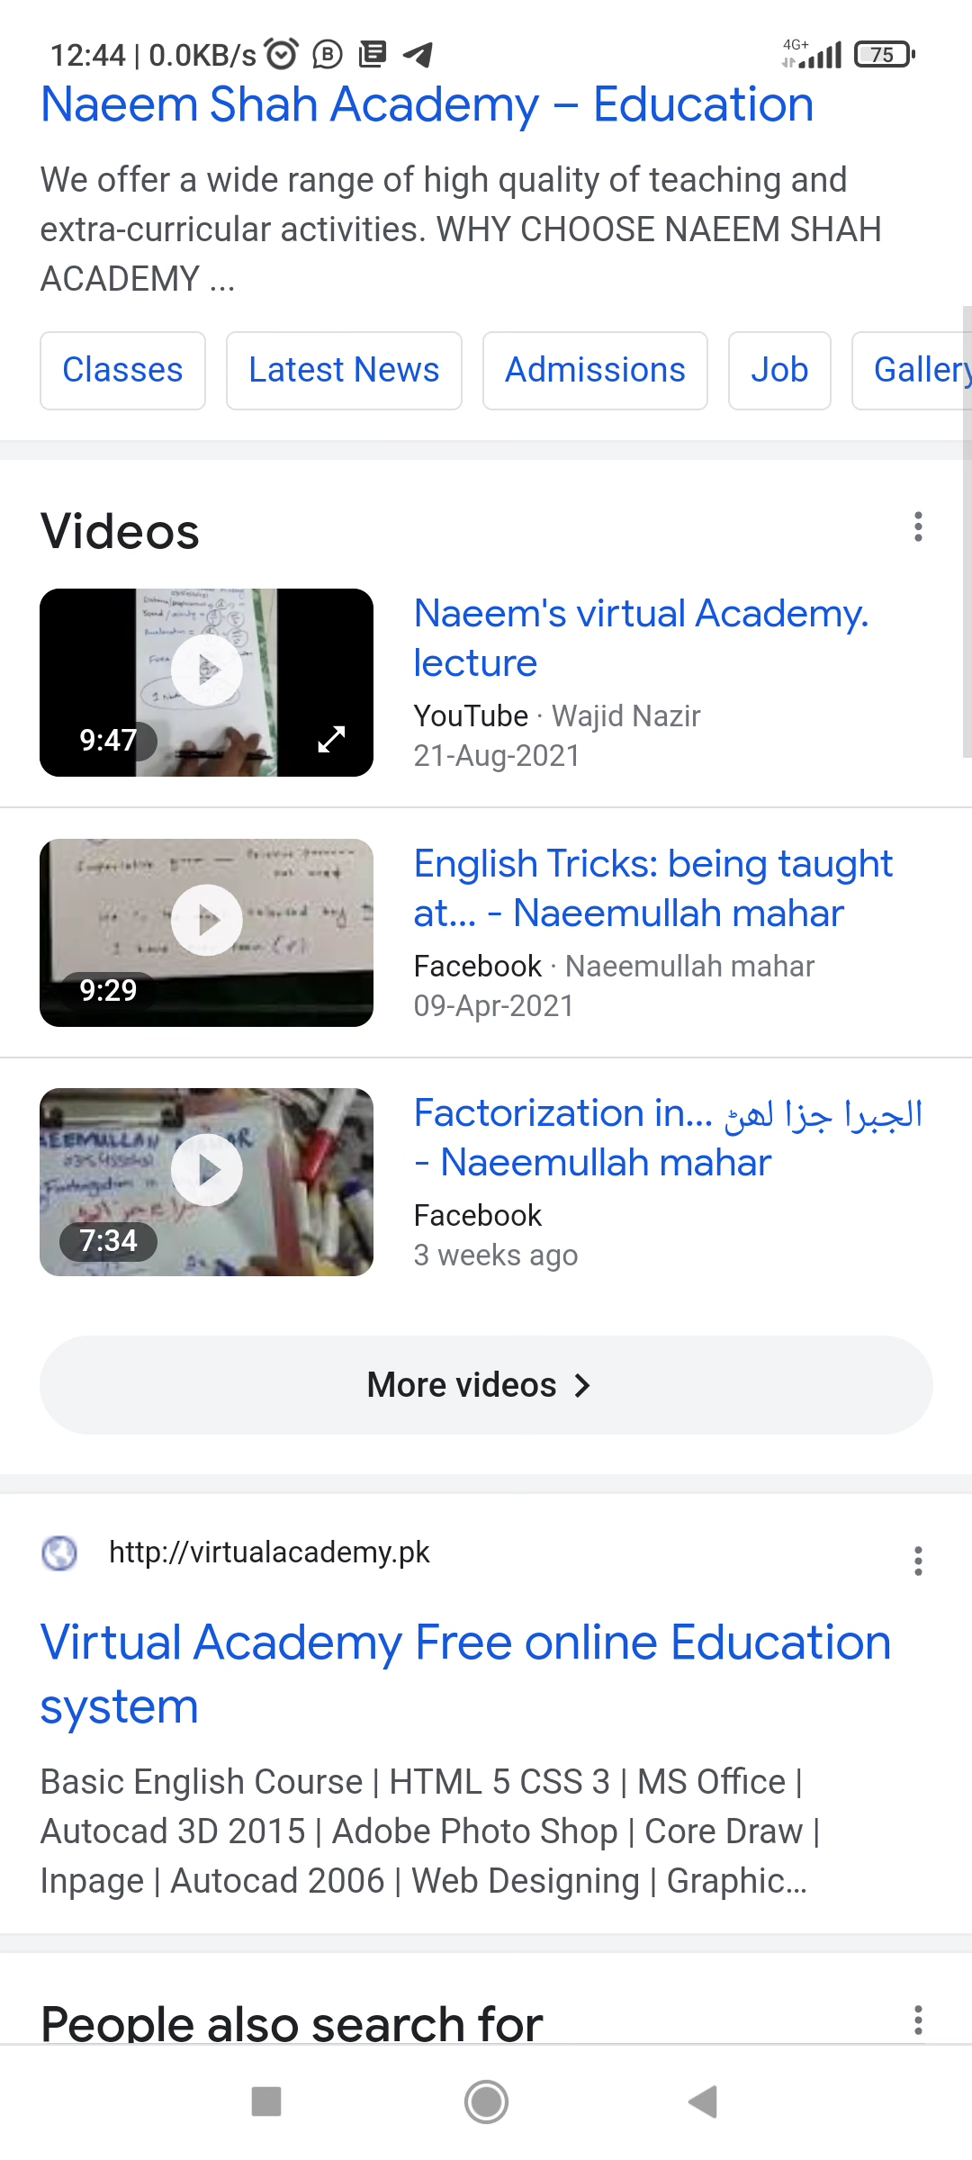 12:44 | 0.0KB/s
4G+
75
Naeem Shah Academy – Education
We offer a wide range of high quality of teaching and
extra-curricular activities. WHY CHOOSE NAEEM SHAH
ACADEMY ...
Classes
Latest News
Admissions
Job
Gallery
Videos
9:47
Naeem's virtual Academy.
lecture
YouTube · Wajid Nazir
21-Aug-2021
9:29
English Tricks: being taught
at... - Naeemullah mahar
Facebook · Naeemullah mahar
09-Apr-2021
7:34
Factorization in... الجبرا جزا لهڻ
- Naeemullah mahar
Facebook
3 weeks ago
More videos
http://virtualacademy.pk
Virtual Academy Free online Education
system
Basic English Course | HTML 5 CSS 3 | MS Office |
Autocad 3D 2015 | Adobe Photo Shop | Core Draw |
Inpage | Autocad 2006 | Web Designing | Graphic...
People also search for